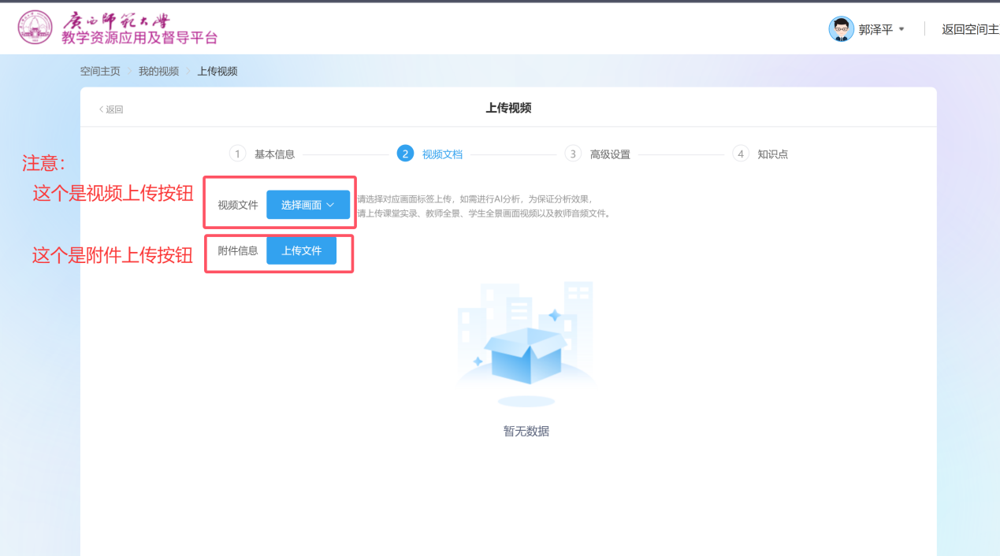 广西师范大学
教学资源应用及督导平台
郭泽平
返回空间主
空间主页 > 我的视频 > 上传视频
< 返回
上传视频
1 基本信息
2 视频文档
3 高级设置
4 知识点
注意：
这个是视频上传按钮
视频文件
选择画面
请选择对应画面标签上传，如需进行AI分析，为保证分析效果，
请上传课堂实录、教师全景、学生全景画面视频以及教师音频文件。
这个是附件上传按钮
附件信息
上传文件
暂无数据